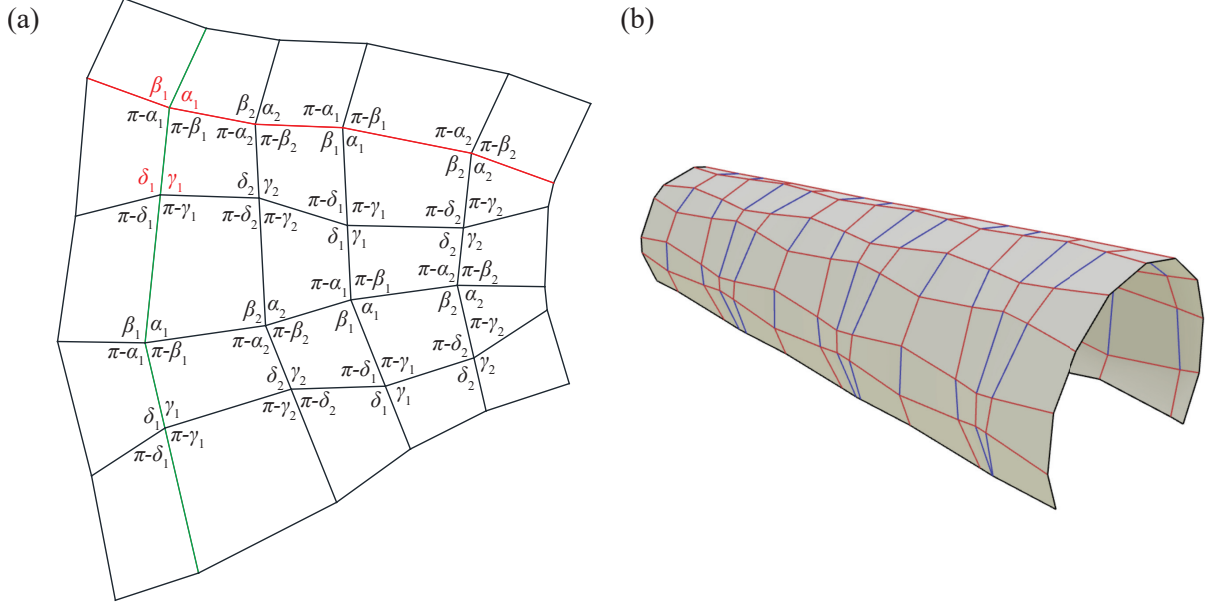 (a)
(b)
β₁ α₁
π-α₁ π-β₁
β₂ α₂
π-α₂ π-β₂
π-α₁ π-β₁
β₁ α₁
π-α₂ π-β₂
β₂ α₂
δ₁ γ₁
π-δ₁ π-γ₁
δ₂ γ₂
π-δ₂ π-γ₂
π-δ₁ π-γ₁
δ₁ γ₁
π-δ₂ π-γ₂
δ₂ γ₂
β₁ α₁
π-α₁ π-β₁
β₂ α₂
π-α₂ π-β₂
π-α₁ π-β₁
β₁ α₁
π-α₂ π-β₂
β₂ α₂
δ₁ γ₁
π-δ₁ π-γ₁
δ₂ γ₂
π-γ₂ π-δ₂
π-δ₁ π-γ₁
δ₁ γ₁
π-δ₂ π-γ₂
δ₂ γ₂